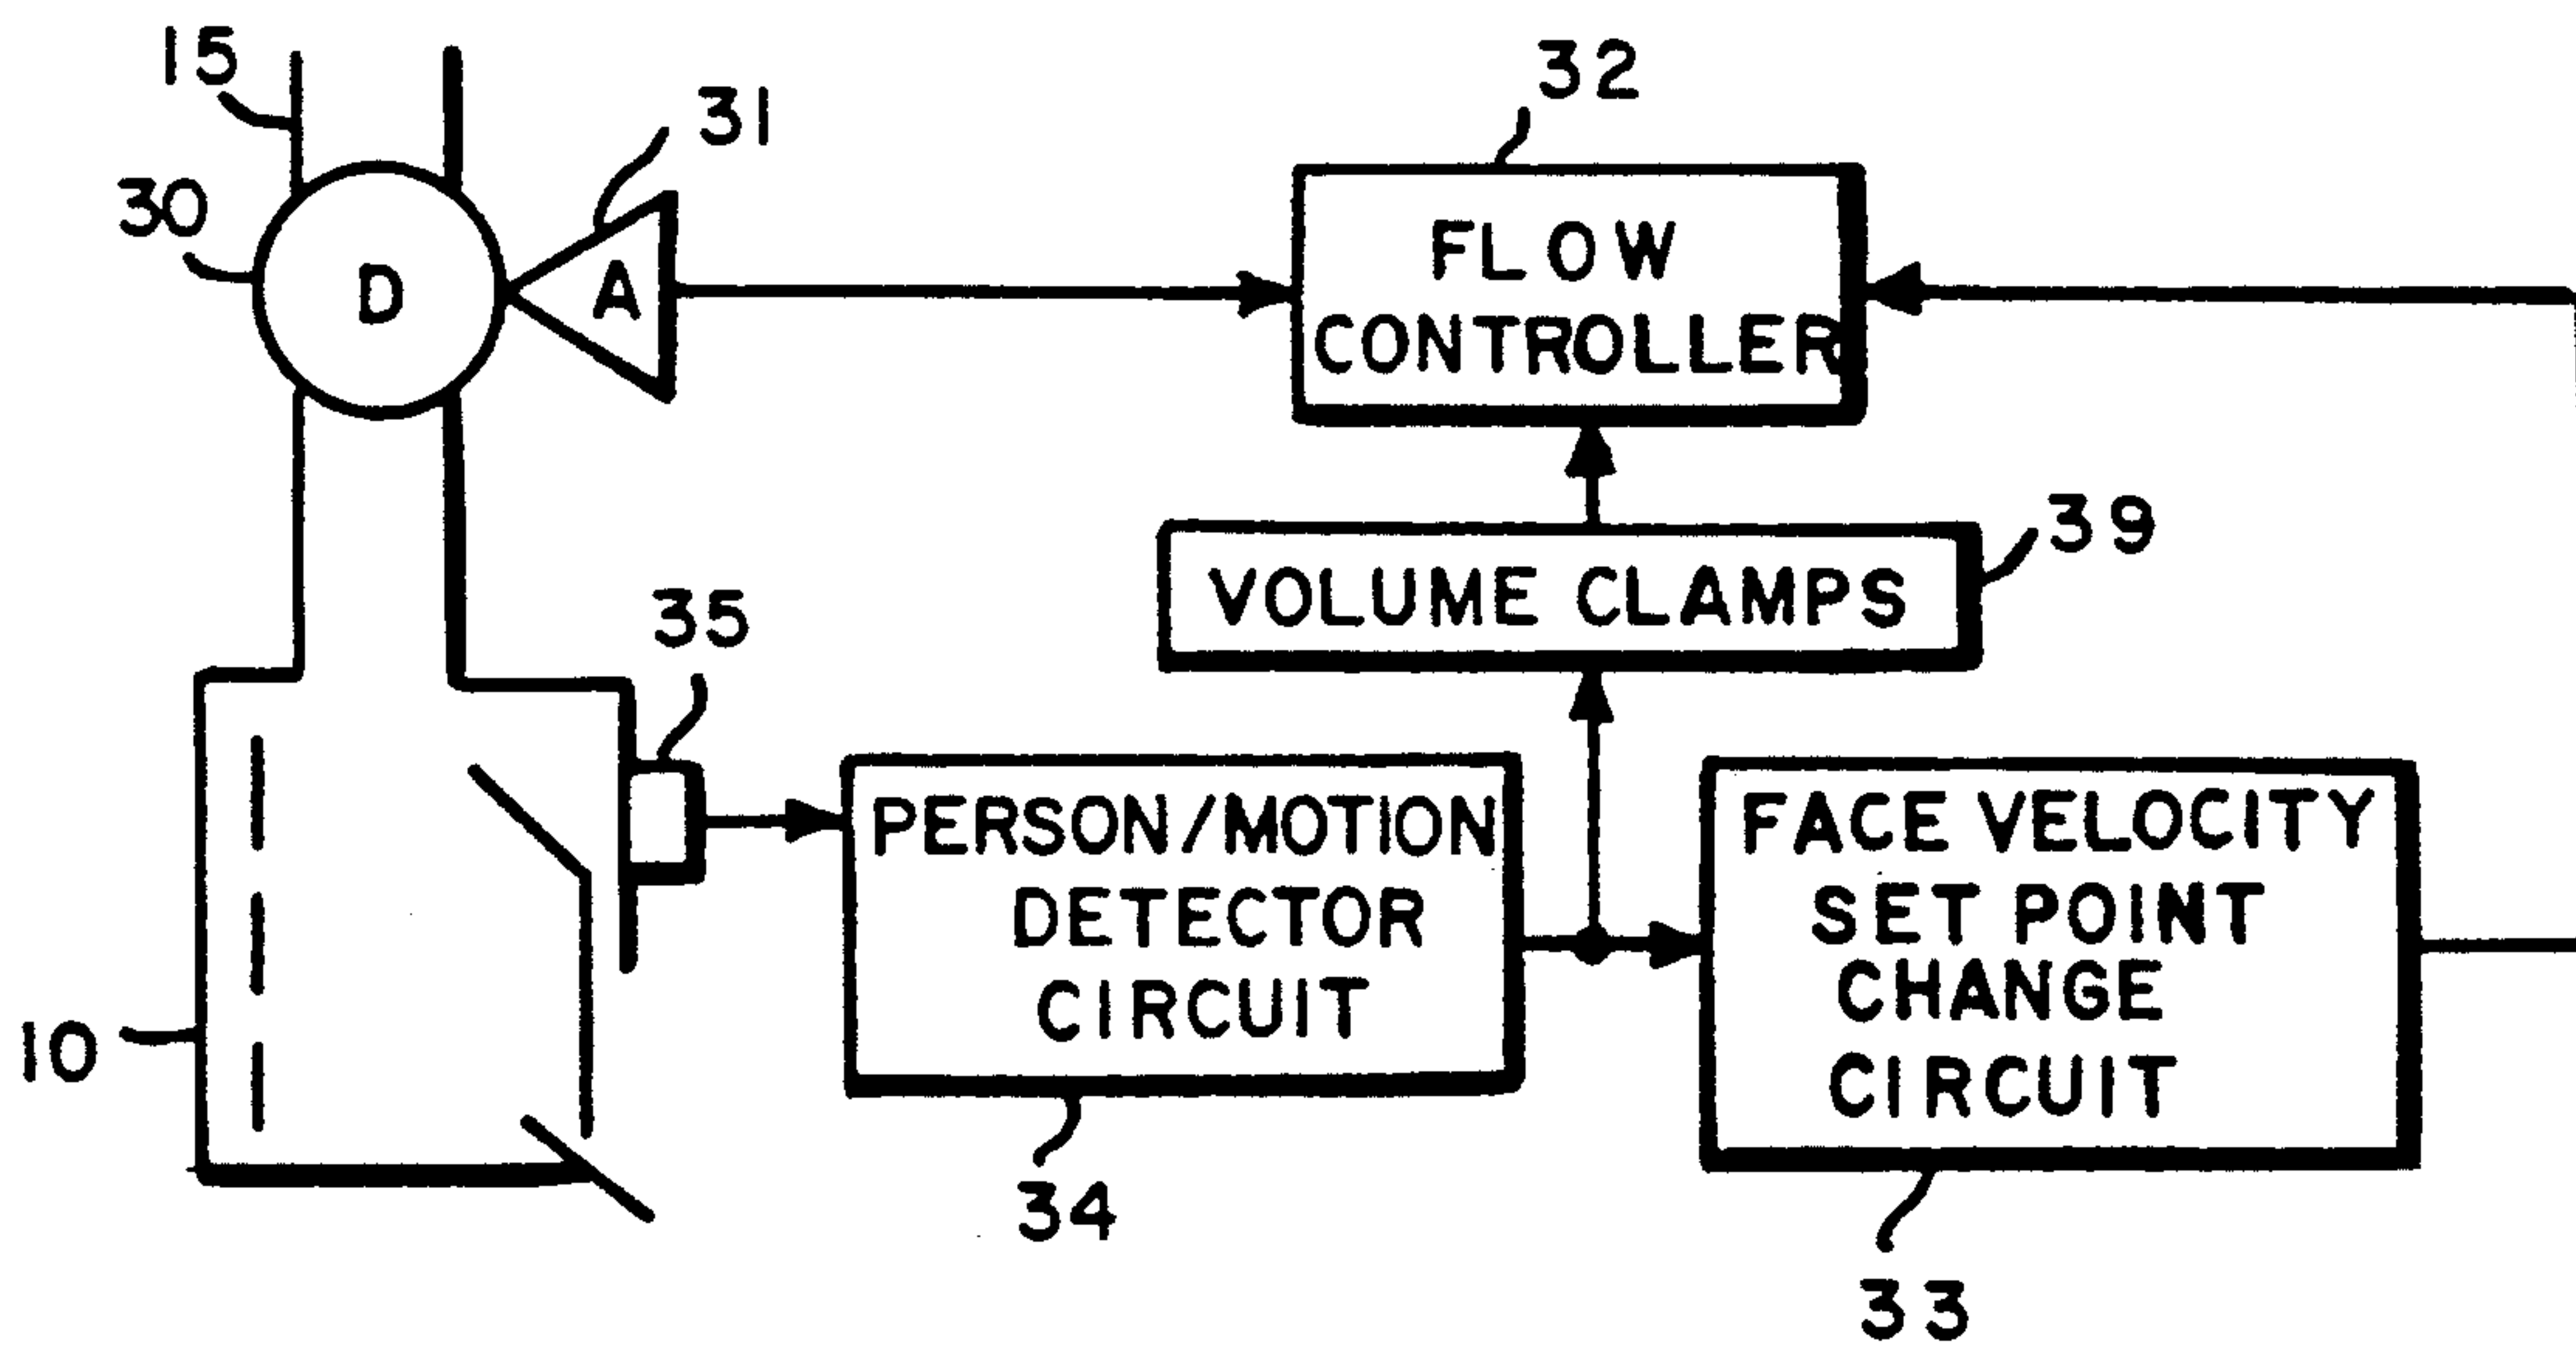 15
31
32
30
D
A
FLOW
CONTROLLER
39
VOLUME CLAMPS
35
PERSON/MOTION
DETECTOR
CIRCUIT
FACE VELOCITY
SET POINT
CHANGE
CIRCUIT
10
34
33